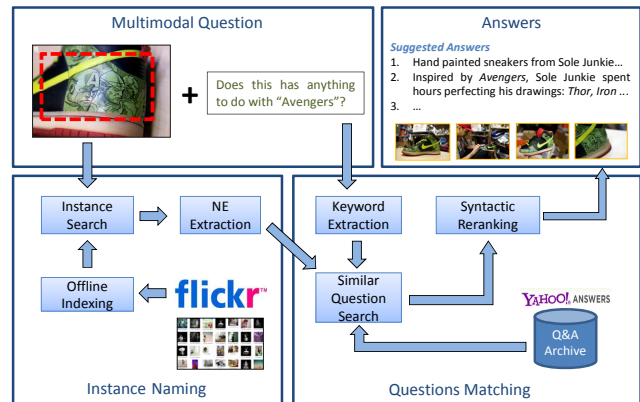 Multimodal Question
+
Does this has anything
to do with “Avengers”?
Answers
Suggested Answers
1. Hand painted sneakers from Sole Junkie…
2. Inspired by Avengers, Sole Junkie spent
hours perfecting his drawings: Thor, Iron ...
3. …
Instance
Search
NE
Extraction
Offline
Indexing
flickr™
Instance Naming
Keyword
Extraction
Syntactic
Reranking
Similar
Question
Search
YAHOO! ANSWERS
Q&A
Archive
Questions Matching